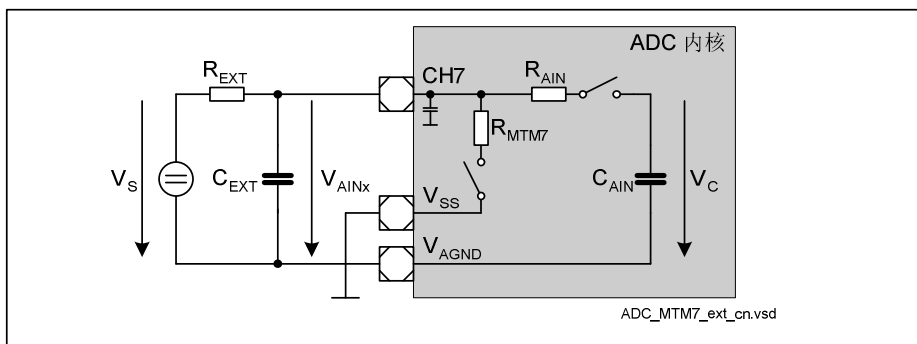 ADC 内核
R_EXT
CH7
R_AIN
R_MTM7
V_S
C_EXT
V_AINx
V_SS
C_AIN
V_C
V_AGND
ADC_MTM7_ext_cn.vsd